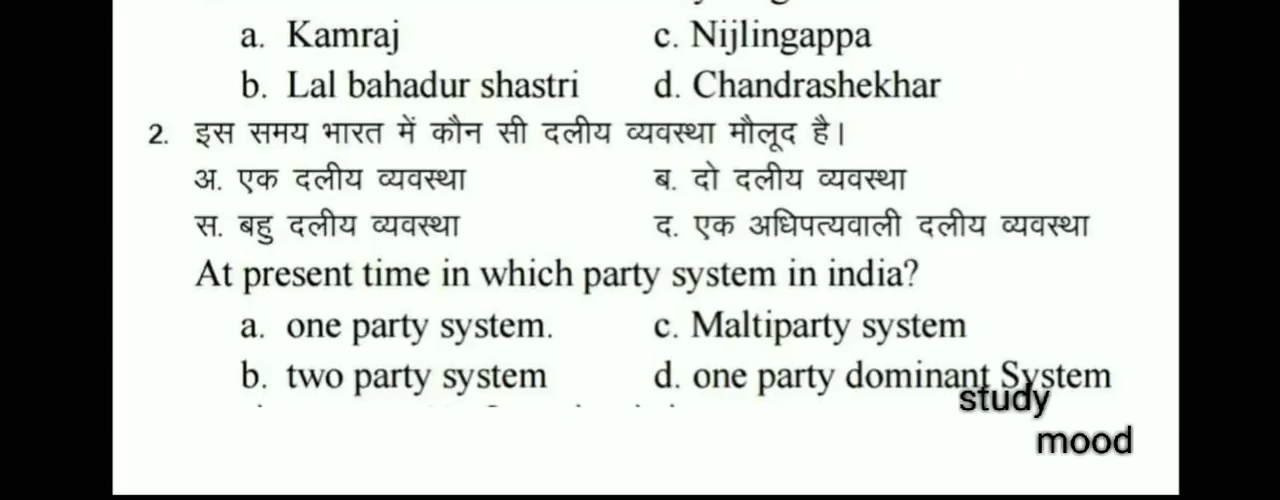 a. Kamraj c. Nijlingappa
b. Lal bahadur shastri d. Chandrashekhar
2. इस समय भारत में कौन सी दलीय व्यवस्था मौलूद है।
अ. एक दलीय व्यवस्था ब. दो दलीय व्यवस्था
स. बहु दलीय व्यवस्था द. एक अधिपत्यवाली दलीय व्यवस्था
At present time in which party system in india?
a. one party system. c. Maltiparty system
b. two party system d. one party dominant System
study
mood